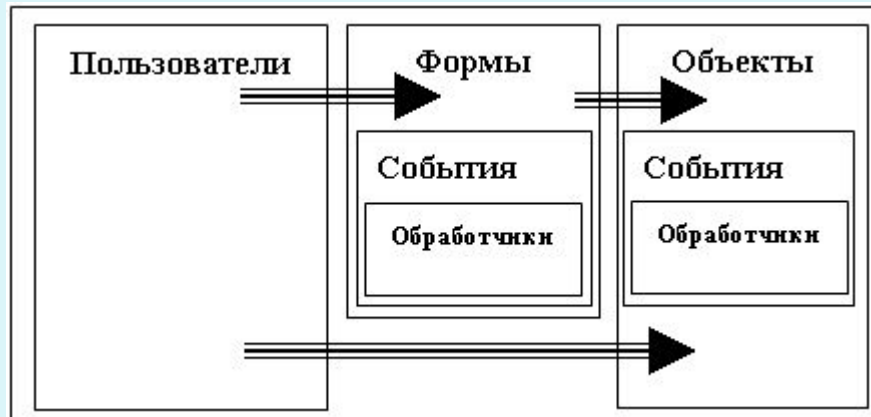 Пользователи
Формы
Объекты
События
События
Обработчики
Обработчики